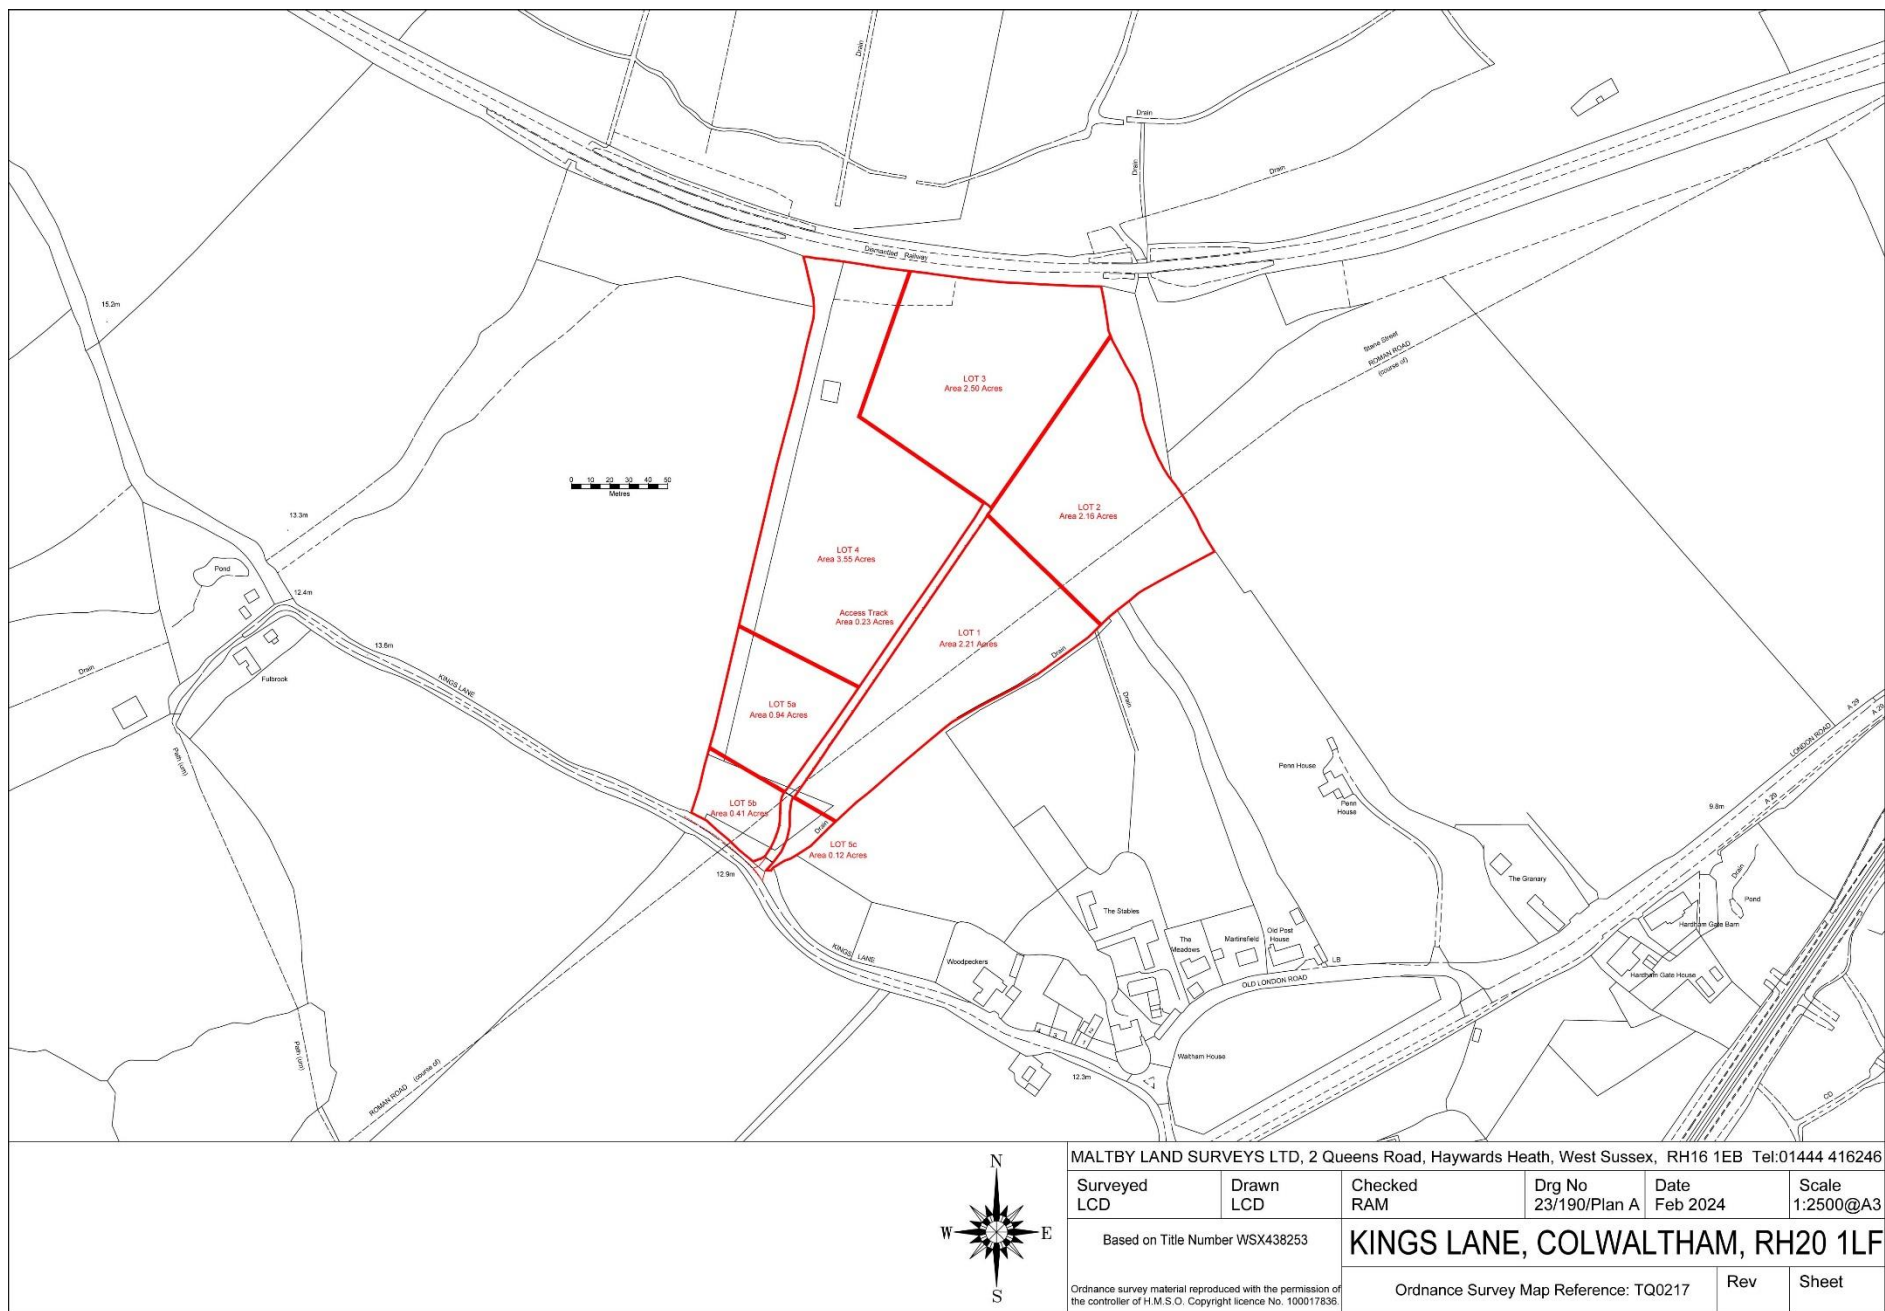 Drain
Drain
Drain
Drain
Dismantled Railway
15.2m
Stane Street
ROMAN ROAD
(course of)
LOT 3
Area 2.50 Acres
0 10 20 30 40 50
Metres
13.3m
LOT 2
Area 2.16 Acres
LOT 4
Area 3.55 Acres
Pond
12.4m
Access Track
Area 0.23 Acres
LOT 1
Area 2.21 Acres
13.6m
Drain
Drain
Fulbrook
KINGS LANE
Drain
LOT 5a
Area 0.94 Acres
Path (um)
Penn House
LONDON ROAD
A 29
A 29
A 29
Penn
House
9.8m
LOT 5b
Area 0.41 Acres
Drain
LOT 5c
Area 0.12 Acres
12.9m
The Granary
Drain
Pond
The Stables
Hardham Gate Barn
KINGS LANE
Woodpeckers
The
Meadows
Martinsfield
Old Post
House
LB
OLD LONDON ROAD
Hardham Gate House
4
3
2
1
Path (um)
Waltham House
ROMAN ROAD (course of)
12.3m
CD
N
W E
S
MALTBY LAND SURVEYS LTD, 2 Queens Road, Haywards Heath, West Sussex, RH16 1EB Tel:01444 416246
Surveyed
LCD
Drawn
LCD
Checked
RAM
Drg No
23/190/Plan A
Date
Feb 2024
Scale
1:2500@A3
Based on Title Number WSX438253
KINGS LANE, COLWALTHAM, RH20 1LF
Ordnance survey material reproduced with the permission of
the controller of H.M.S.O. Copyright licence No. 100017836.
Ordnance Survey Map Reference: TQ0217
Rev
Sheet